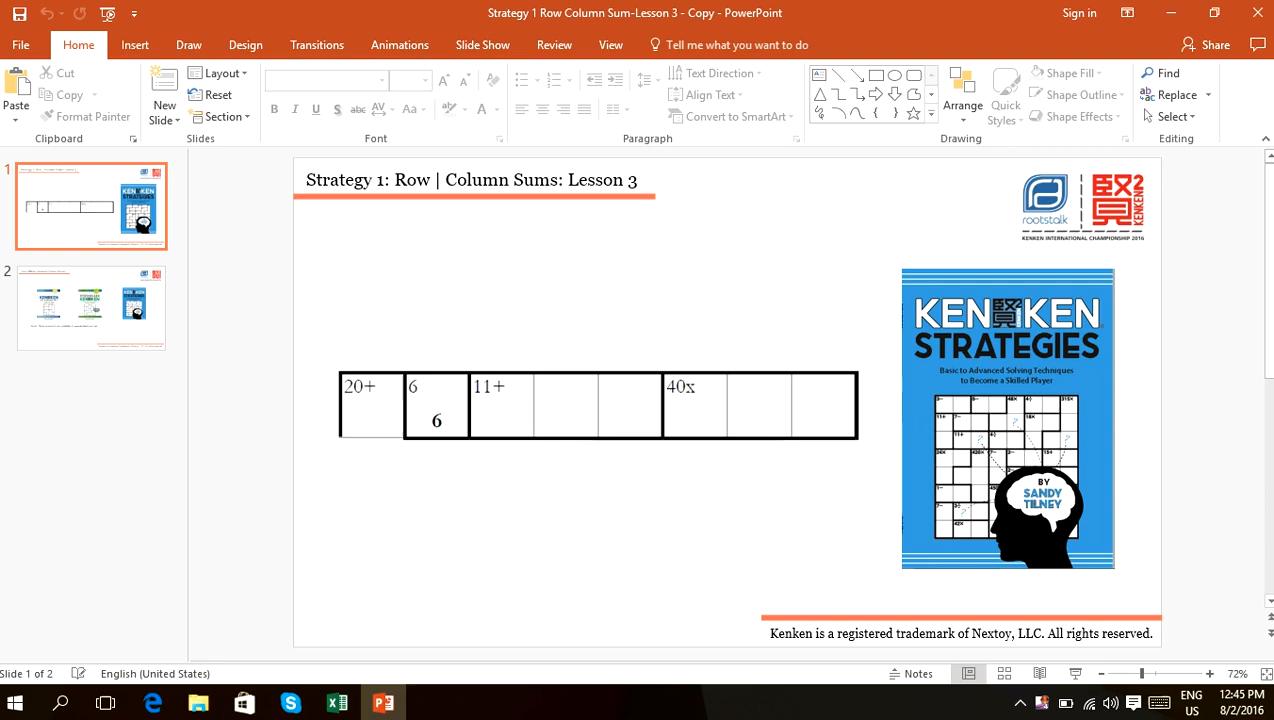 Strategy 1 Row Column Sum-Lesson 3 - Copy - PowerPoint
Sign in
File Home Insert Draw Design Transitions Animations Slide Show Review View Tell me what you want to do Share
Paste
Cut
Copy
Format Painter
Clipboard
New Slide
Layout
Reset
Section
Slides
B I U S abc AV Aa A
Font
Text Direction
Align Text
Convert to SmartArt
Paragraph
Arrange
Quick Styles
Shape Fill
Shape Outline
Shape Effects
Drawing
Find
Replace
Select
Editing
1
2
Strategy 1: Row | Column Sums: Lesson 3
rootstalk
KENKEN2
KENKEN INTERNATIONAL CHAMPIONSHIP 2016
20+ 6 11+ 40x
6
KENKEN
STRATEGIES
Basic to Advanced Solving Techniques
to Become a Skilled Player
BY
SANDY
TILNEY
Kenken is a registered trademark of Nextoy, LLC. All rights reserved.
Slide 1 of 2 English (United States) Notes 72%
ENG 12:45 PM
US 8/2/2016